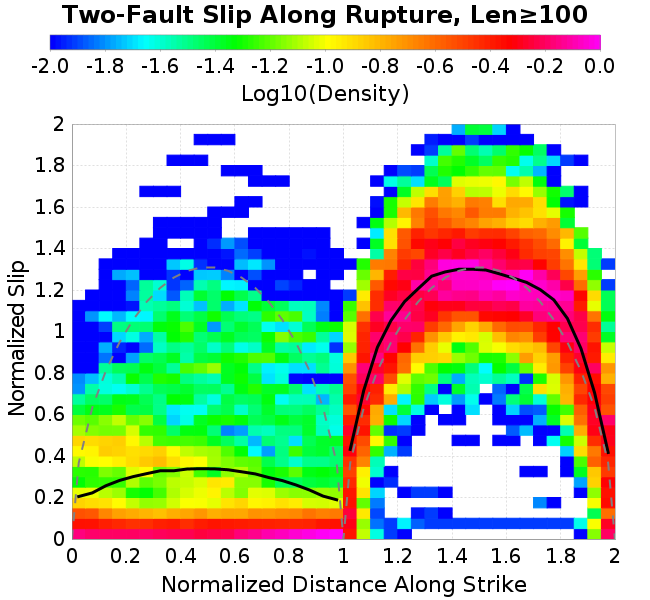 Two-Fault Slip Along Rupture, Len≥100
-2.0 -1.8 -1.6 -1.4 -1.2 -1.0 -0.8 -0.6 -0.4 -0.2 0.0
Log10(Density)
2
1.8
1.6
1.4
1.2
1
0.8
0.6
0.4
0.2
0
Normalized Slip
0 0.2 0.4 0.6 0.8 1 1.2 1.4 1.6 1.8 2
Normalized Distance Along Strike